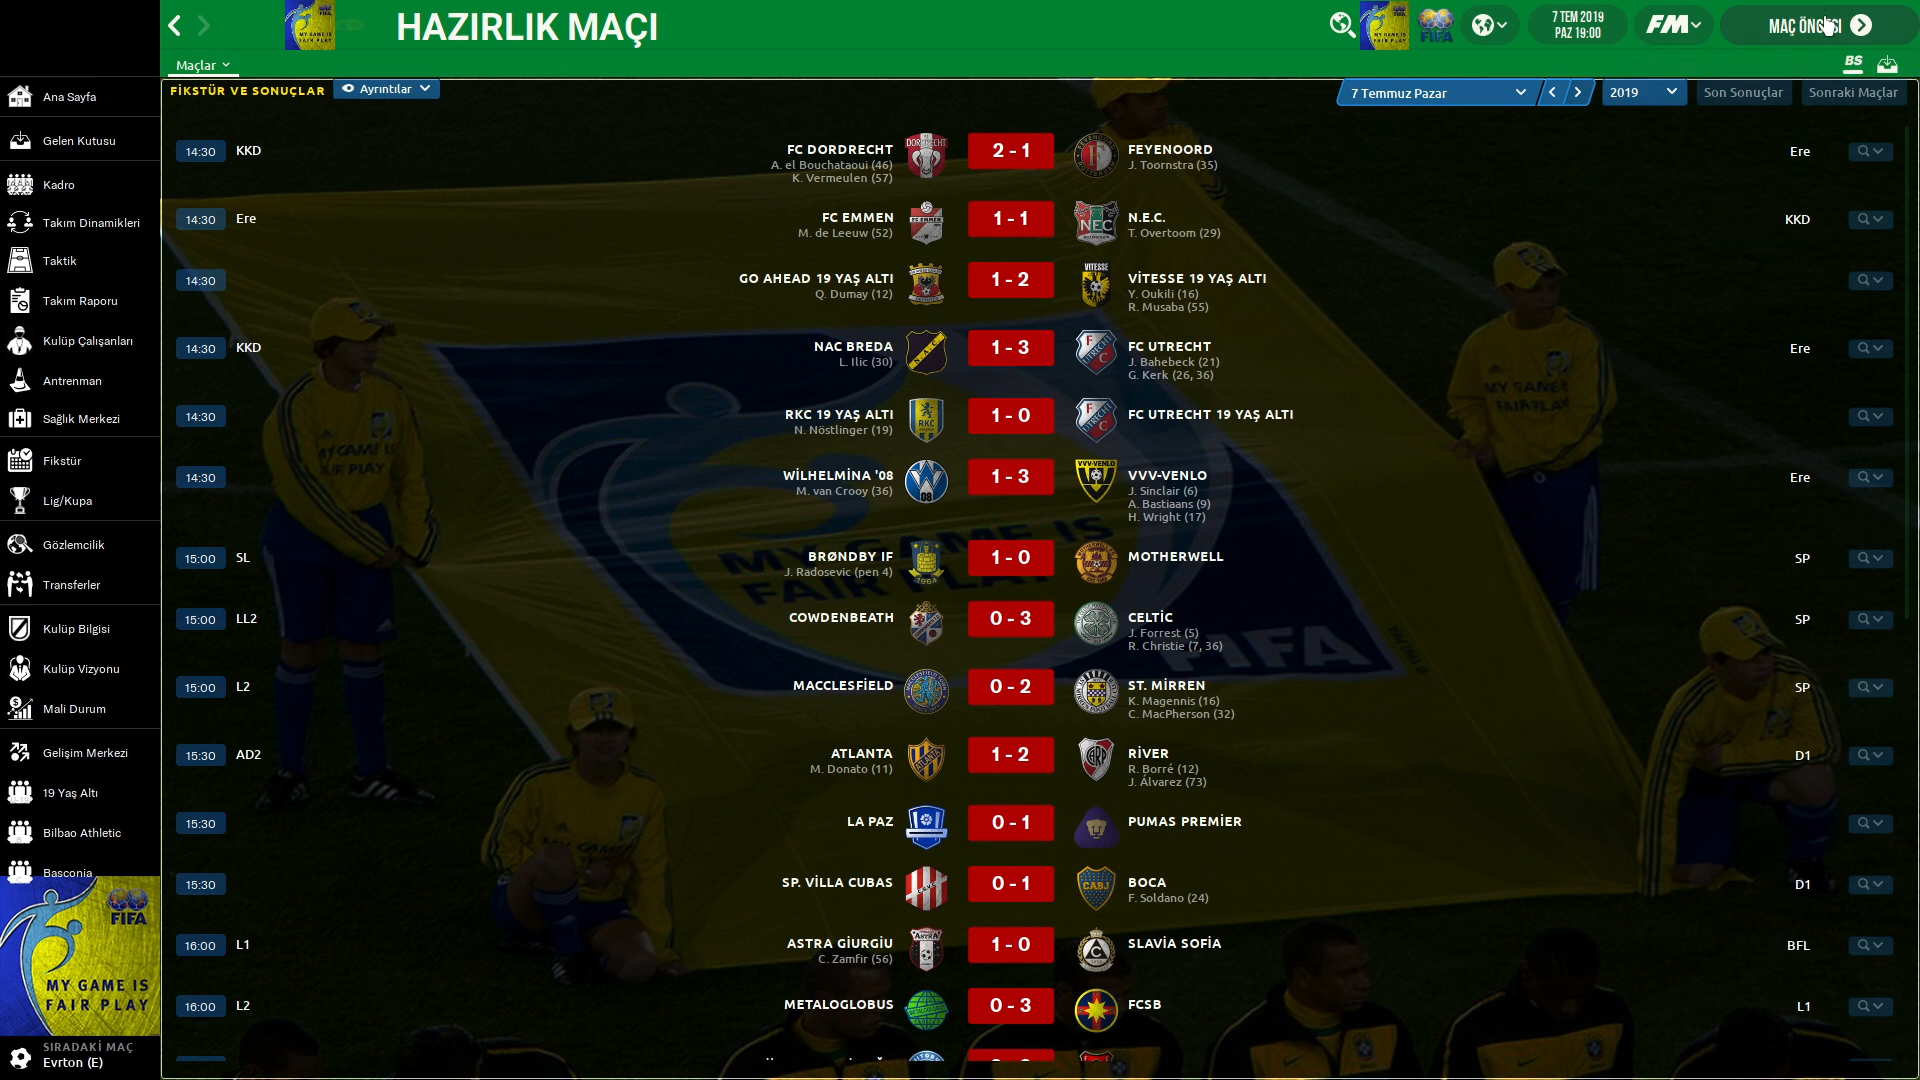 HAZIRLIK MAÇI
7 TEM 2019
PAZ 19:00
FM
Maçlar
BS
FİKSTÜR VE SONUÇLAR
Ayrıntılar
7 Temmuz Pazar
2019
Son Sonuçlar
Sonraki Maçlar
Ana Sayfa
Gelen Kutusu
Kadro
Takım Dinamikleri
Taktik
Takım Raporu
Kulüp Çalışanları
Antrenman
Sağlık Merkezi
Fikstür
Lig/Kupa
Gözlemcilik
Transferler
Kulüp Bilgisi
Kulüp Vizyonu
Mali Durum
Gelişim Merkezi
19 Yaş Altı
Bilbao Athletic
Basconia
FIFA
MY GAME IS
FAIR PLAY
SIRADAKİ MAÇ
Evrton (E)
14:30 KKD FC DORDRECHT 2 - 1 FEYENOORD Ere
A. el Bouchataoui (46) J. Toornstra (35)
K. Vermeulen (57)
14:30 Ere FC EMMEN 1 - 1 N.E.C. KKD
M. de Leeuw (52) T. Overtoom (29)
14:30 GO AHEAD 19 YAŞ ALTI 1 - 2 VİTESSE 19 YAŞ ALTI
Q. Dumay (12) Y. Oukili (16)
R. Musaba (55)
14:30 KKD NAC BREDA 1 - 3 FC UTRECHT Ere
L. Ilic (30) J. Bahebeck (21)
G. Kerk (26, 36)
14:30 RKC 19 YAŞ ALTI 1 - 0 FC UTRECHT 19 YAŞ ALTI
N. Nöstlinger (19)
14:30 WİLHELMİNA '08 1 - 3 VVV-VENLO Ere
M. van Crooy (36) J. Sinclair (6)
A. Bastiaans (9)
H. Wright (17)
15:00 SL BRØNDBY IF 1 - 0 MOTHERWELL SP
J. Radosevic (pen 4)
15:00 LL2 COWDENBEATH 0 - 3 CELTİC SP
J. Forrest (5)
R. Christie (7, 36)
15:00 L2 MACCLESFİELD 0 - 2 ST. MİRREN SP
K. Magennis (16)
C. MacPherson (32)
15:30 AD2 ATLANTA 1 - 2 RİVER D1
M. Donato (11) R. Borré (12)
J. Álvarez (73)
15:30 LA PAZ 0 - 1 PUMAS PREMİER
15:30 SP. VİLLA CUBAS 0 - 1 BOCA D1
F. Soldano (24)
16:00 L1 ASTRA GİURGİU 1 - 0 SLAVİA SOFİA BFL
C. Zamfir (56)
16:00 L2 METALOGLOBUS 0 - 3 FCSB L1